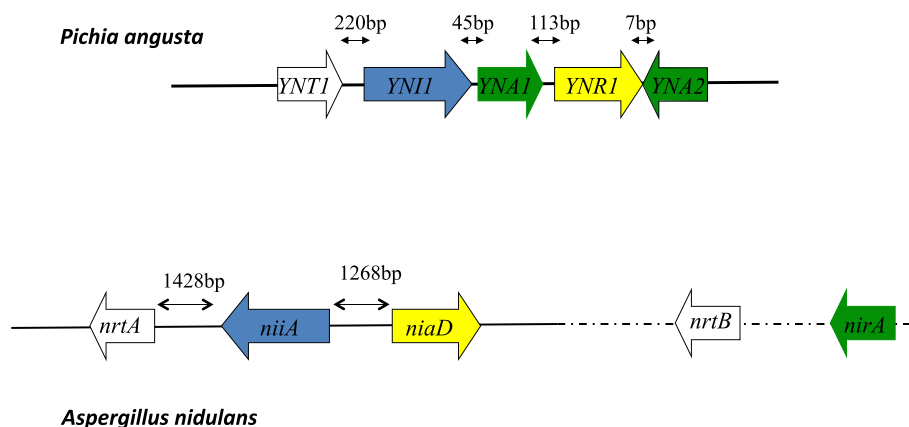 220bp 45bp 113bp 7bp
Pichia angusta
YNT1 YNI1 YNA1 YNR1 YNA2
1428bp 1268bp
nrtA niiA niaD nrtB nirA
Aspergillus nidulans